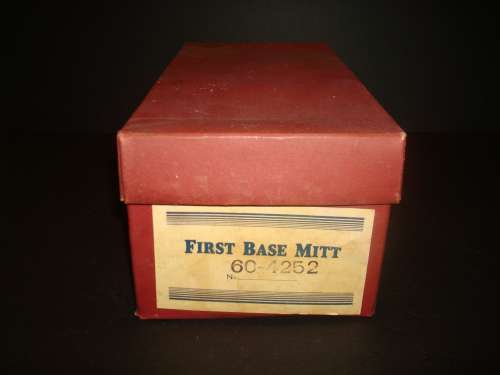 FIRST BASE MITT
60-4252
No.